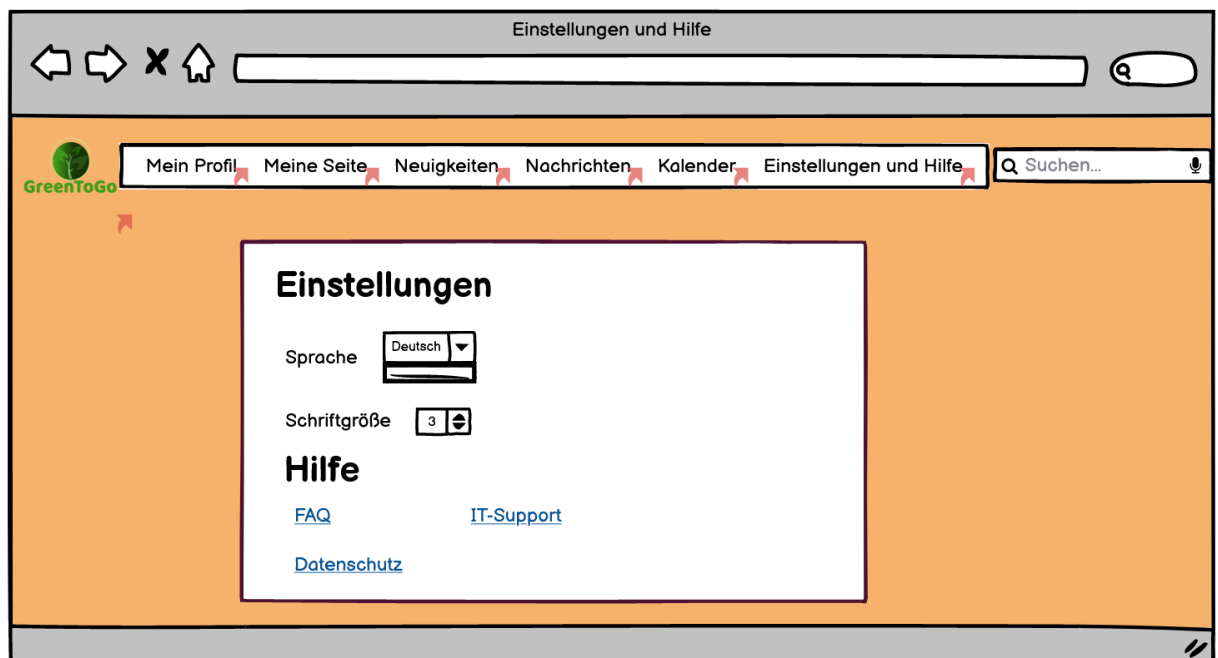 Einstellungen und Hilfe
GreenToGo
Mein Profil Meine Seite Neuigkeiten Nachrichten Kalender Einstellungen und Hilfe
Suchen...
Einstellungen
Sprache Deutsch
Schriftgröße 3
Hilfe
FAQ IT-Support
Datenschutz